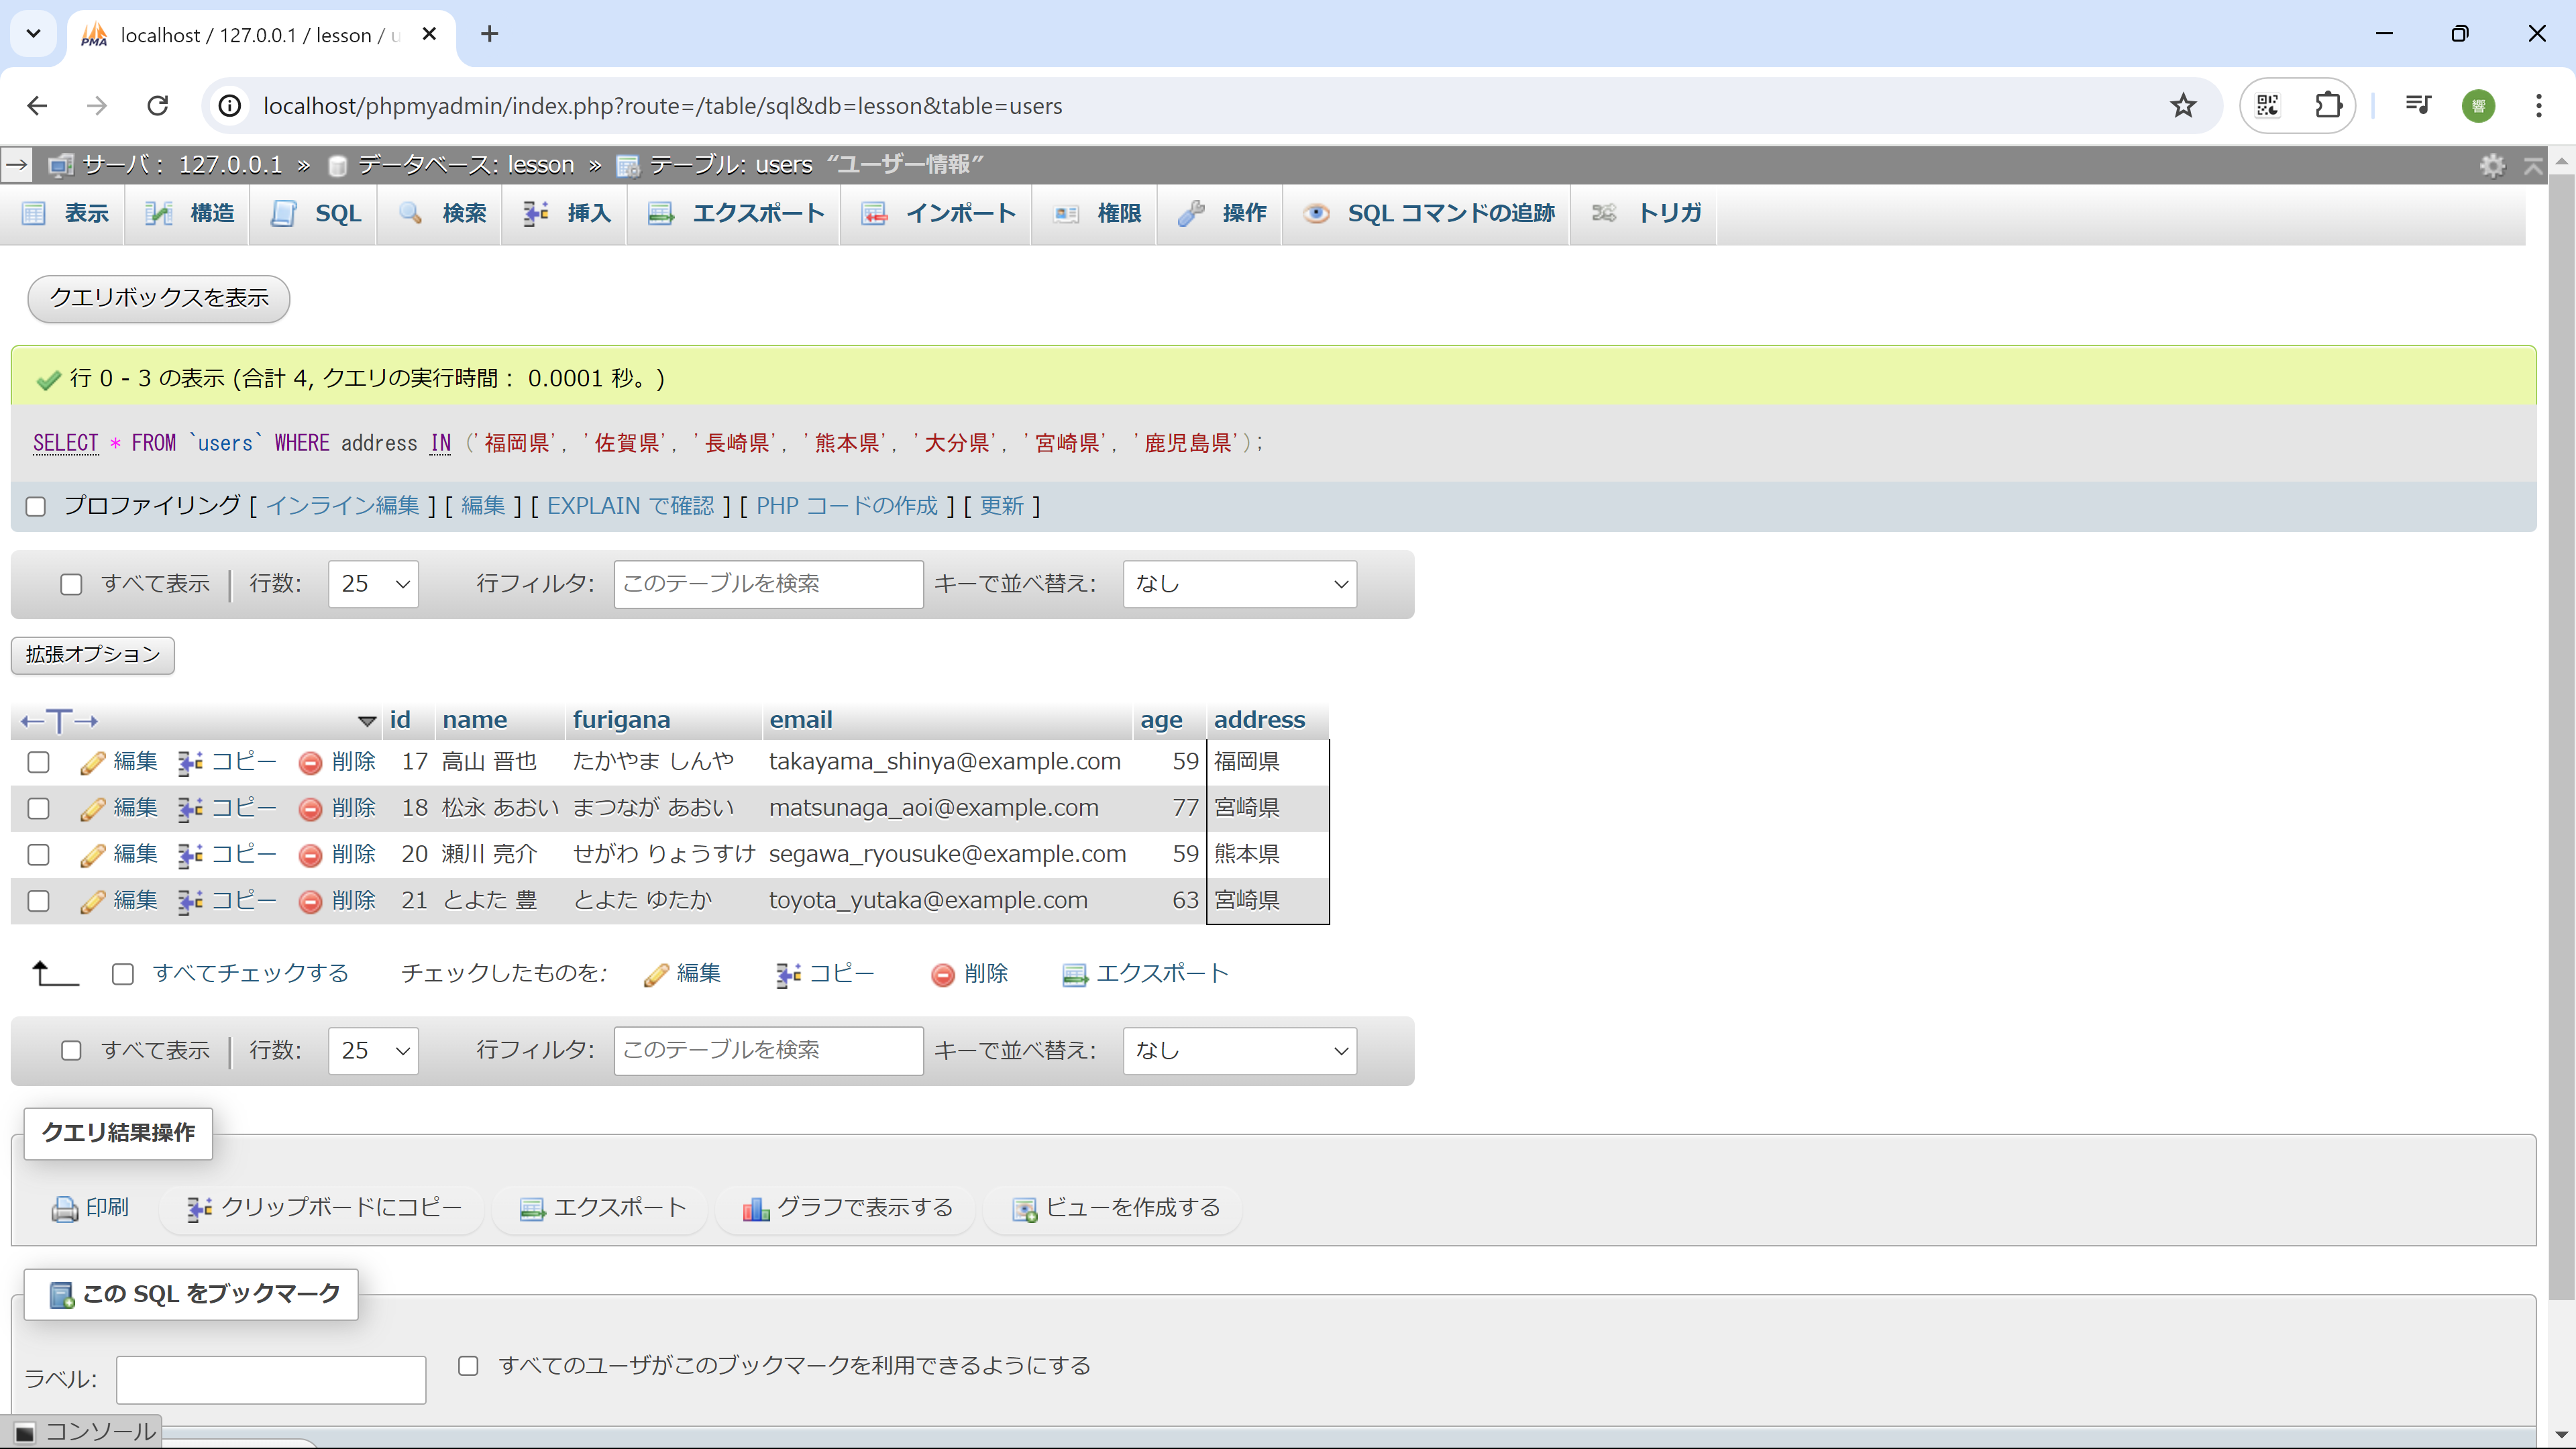 localhost / 127.0.0.1 / lesson / u
localhost/phpmyadmin/index.php?route=/table/sql&db=lesson&table=users
響
サーバ： 127.0.0.1 » データベース: lesson » テーブル: users “ユーザー情報”
表示 構造 SQL 検索 挿入 エクスポート インポート 権限 操作 SQL コマンドの追跡 トリガ
クエリボックスを表示
行 0 - 3 の表示 (合計 4, クエリの実行時間： 0.0001 秒。)
SELECT * FROM `users` WHERE address IN ('福岡県', '佐賀県', '長崎県', '熊本県', '大分県', '宮崎県', '鹿児島県');
プロファイリング [ インライン編集 ] [ 編集 ] [ EXPLAIN で確認 ] [ PHP コードの作成 ] [ 更新 ]
すべて表示 行数: 25 行フィルタ: このテーブルを検索 キーで並べ替え: なし
拡張オプション
←T→ id name furigana email age address
編集 コピー 削除 17 高山 晋也 たかやま しんや takayama_shinya@example.com 59 福岡県
編集 コピー 削除 18 松永 あおい まつなが あおい matsunaga_aoi@example.com 77 宮崎県
編集 コピー 削除 20 瀬川 亮介 せがわ りょうすけ segawa_ryousuke@example.com 59 熊本県
編集 コピー 削除 21 とよた 豊 とよた ゆたか toyota_yutaka@example.com 63 宮崎県
すべてチェックする チェックしたものを: 編集 コピー 削除 エクスポート
すべて表示 行数: 25 行フィルタ: このテーブルを検索 キーで並べ替え: なし
クエリ結果操作
印刷 クリップボードにコピー エクスポート グラフで表示する ビューを作成する
この SQL をブックマーク
ラベル: すべてのユーザがこのブックマークを利用できるようにする
コンソール